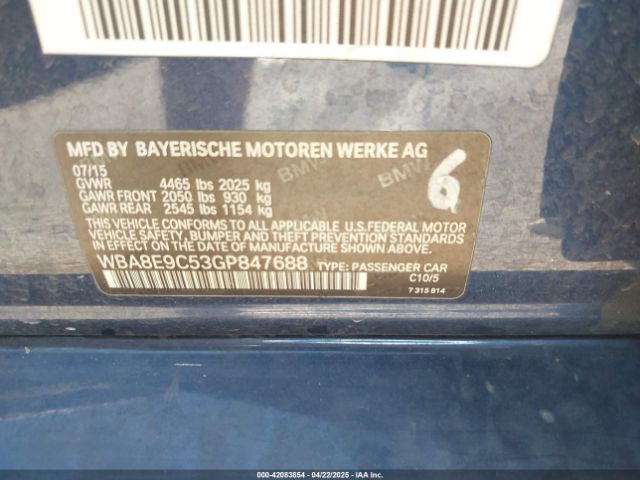 MFD BY BAYERISCHE MOTOREN WERKE AG
6
07/15
GVWR 4465 lbs 2025 kg
GAWR FRONT 2050 lbs 930 kg
GAWR REAR 2545 lbs 1154 kg
THIS VEHICLE CONFORMS TO ALL APPLICABLE U.S.FEDERAL MOTOR
VEHICLE SAFETY, BUMPER AND THEFT PREVENTION STANDARDS IN
EFFECT ON THE DATE OF MANUFACTURE SHOWN ABOVE.
WBA8E9C53GP847688 TYPE: PASSENGER CAR
C10/5
7 315 814
000-42083854 - 04/22/2025 - IAA Inc.